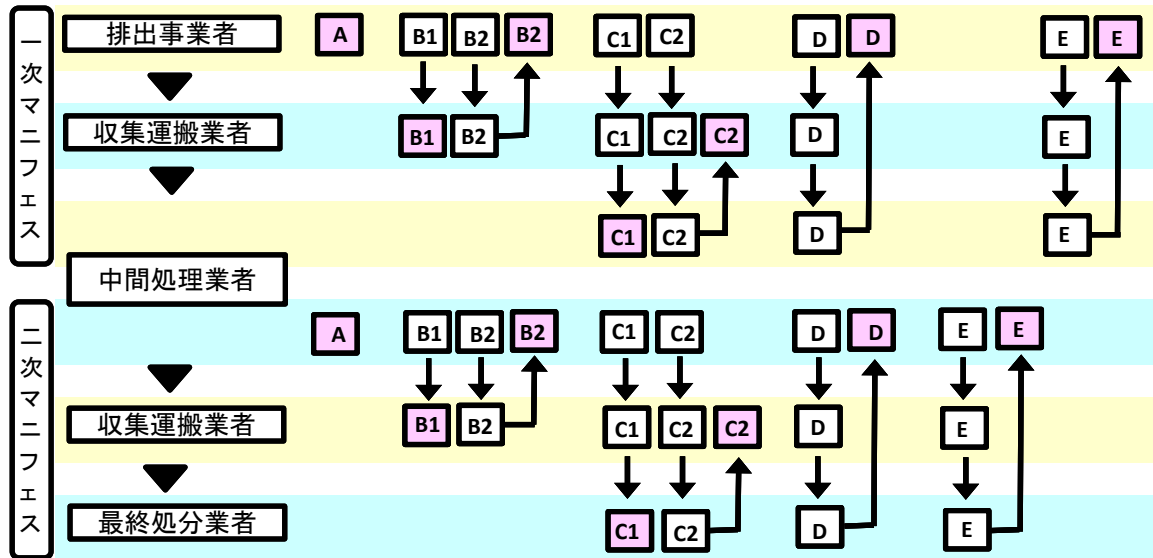 一次マニフェス
排出事業者
A B1 B2 B2 C1 C2 D D E E
収集運搬業者
B1 B2 C1 C2 C2 D E
C1 C2 D E
中間処理業者
二次マニフェス
A B1 B2 B2 C1 C2 D D E E
収集運搬業者
B1 B2 C1 C2 C2 D E
最終処分業者
C1 C2 D E